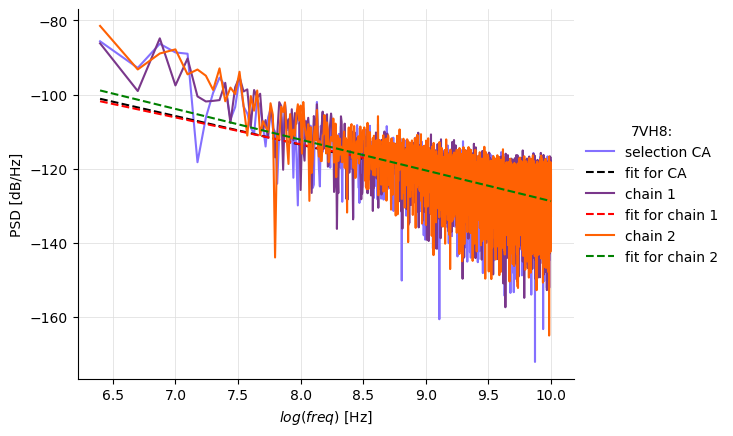 −80
−100
−120
−140
−160
PSD [dB/Hz]
6.5 7.0 7.5 8.0 8.5 9.0 9.5 10.0
log(freq) [Hz]
7VH8:
selection CA
fit for CA
chain 1
fit for chain 1
chain 2
fit for chain 2